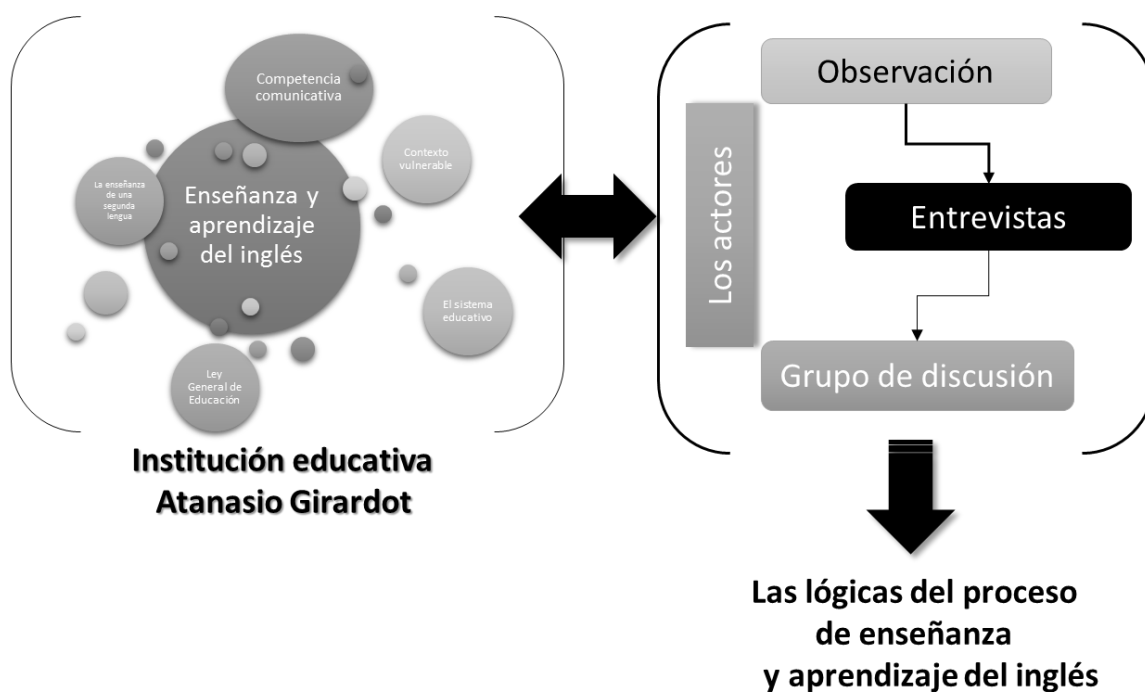 Competencia
comunicativa
Contexto
vulnerable
La enseñanza
de una
segunda
lengua
Enseñanza y
aprendizaje
del inglés
El sistema
educativo
Ley
General de
Educación
Institución educativa
Atanasio Girardot
Observación
Los actores
Entrevistas
Grupo de discusión
Las lógicas del proceso
de enseñanza
y aprendizaje del inglés